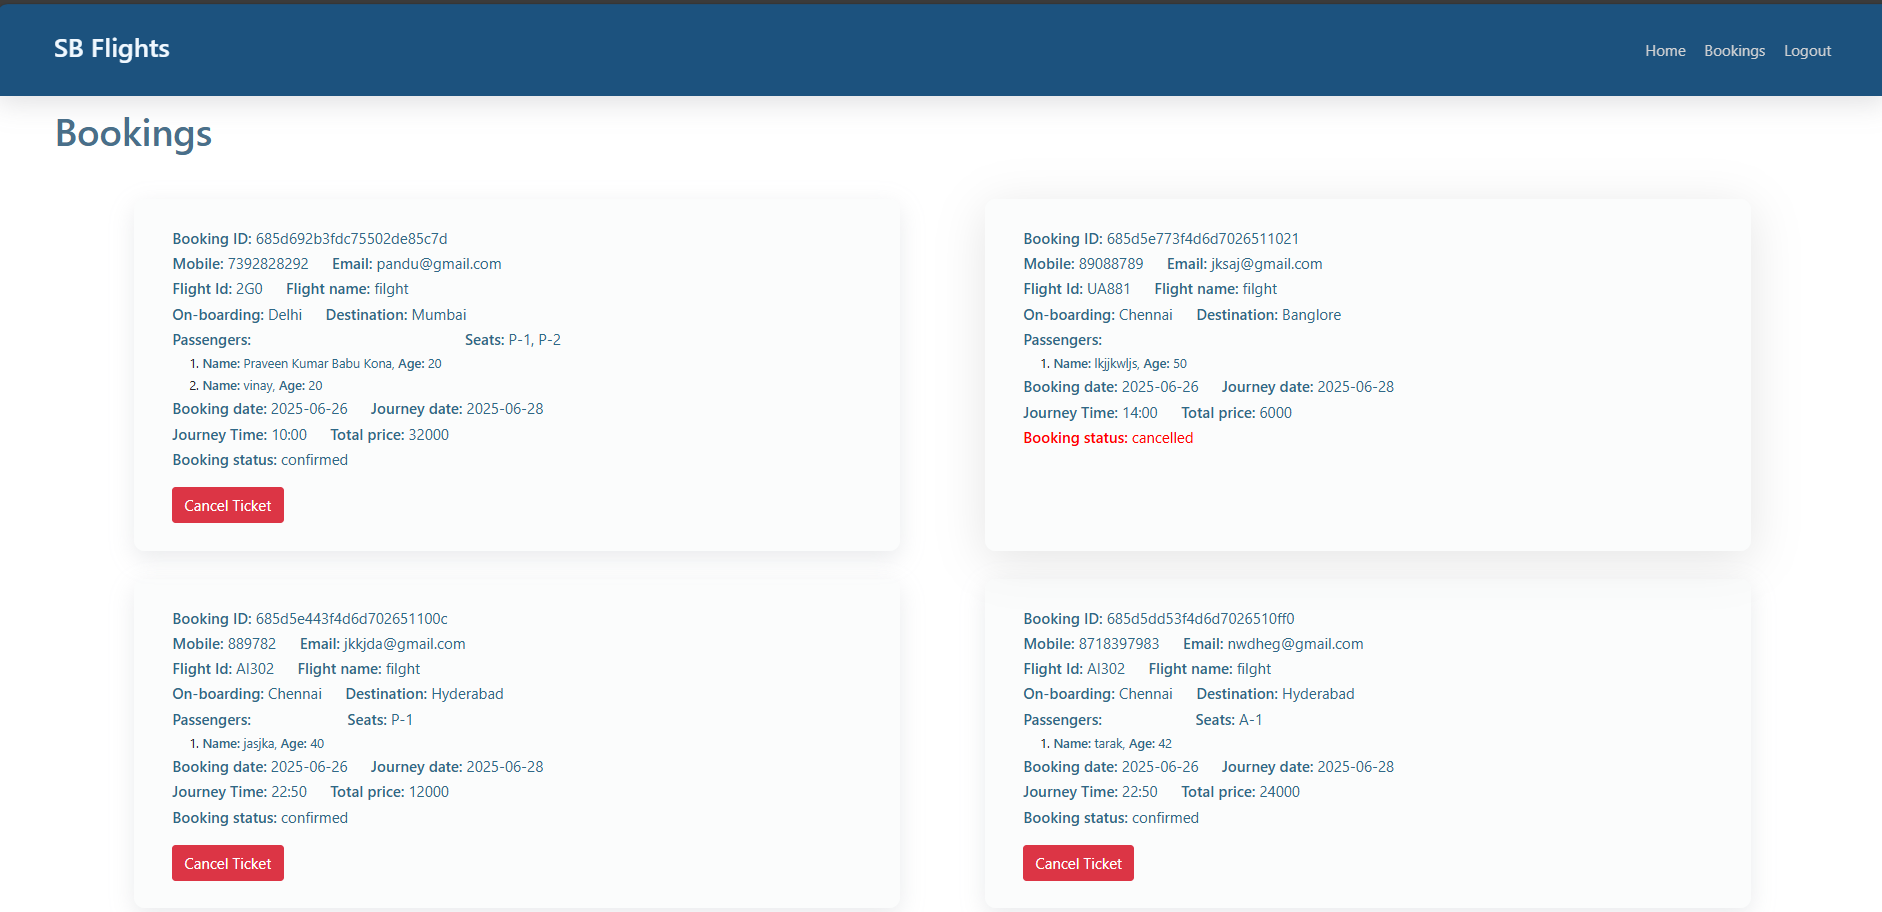 SB Flights
Home Bookings Logout
Bookings
Booking ID: 685d692b3fdc75502de85c7d
Mobile: 7392828292 Email: pandu@gmail.com
Flight Id: 2G0 Flight name: filght
On-boarding: Delhi Destination: Mumbai
Passengers: Seats: P-1, P-2
1. Name: Praveen Kumar Babu Kona, Age: 20
2. Name: vinay, Age: 20
Booking date: 2025-06-26 Journey date: 2025-06-28
Journey Time: 10:00 Total price: 32000
Booking status: confirmed
Cancel Ticket
Booking ID: 685d5e773f4d6d7026511021
Mobile: 89088789 Email: jksaj@gmail.com
Flight Id: UA881 Flight name: filght
On-boarding: Chennai Destination: Banglore
Passengers:
1. Name: lkjjkwljs, Age: 50
Booking date: 2025-06-26 Journey date: 2025-06-28
Journey Time: 14:00 Total price: 6000
Booking status: cancelled
Booking ID: 685d5e443f4d6d702651100c
Mobile: 889782 Email: jkkjda@gmail.com
Flight Id: AI302 Flight name: filght
On-boarding: Chennai Destination: Hyderabad
Passengers: Seats: P-1
1. Name: jasjka, Age: 40
Booking date: 2025-06-26 Journey date: 2025-06-28
Journey Time: 22:50 Total price: 12000
Booking status: confirmed
Cancel Ticket
Booking ID: 685d5dd53f4d6d7026510ff0
Mobile: 8718397983 Email: nwdheg@gmail.com
Flight Id: AI302 Flight name: filght
On-boarding: Chennai Destination: Hyderabad
Passengers: Seats: A-1
1. Name: tarak, Age: 42
Booking date: 2025-06-26 Journey date: 2025-06-28
Journey Time: 22:50 Total price: 24000
Booking status: confirmed
Cancel Ticket